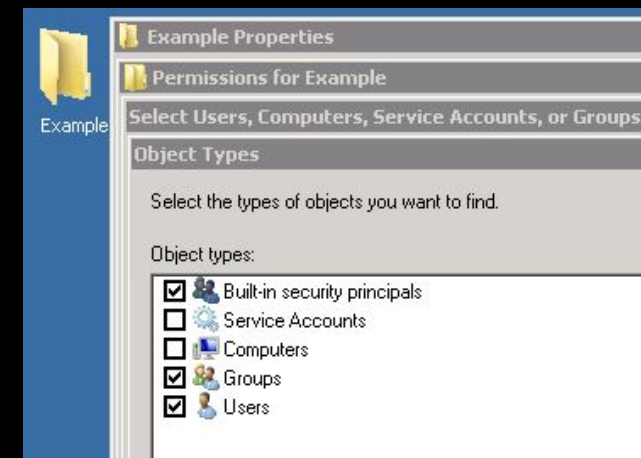 Example
Example Properties
Permissions for Example
Select Users, Computers, Service Accounts, or Groups
Object Types
Select the types of objects you want to find.
Object types:
Built-in security principals
Service Accounts
Computers
Groups
Users